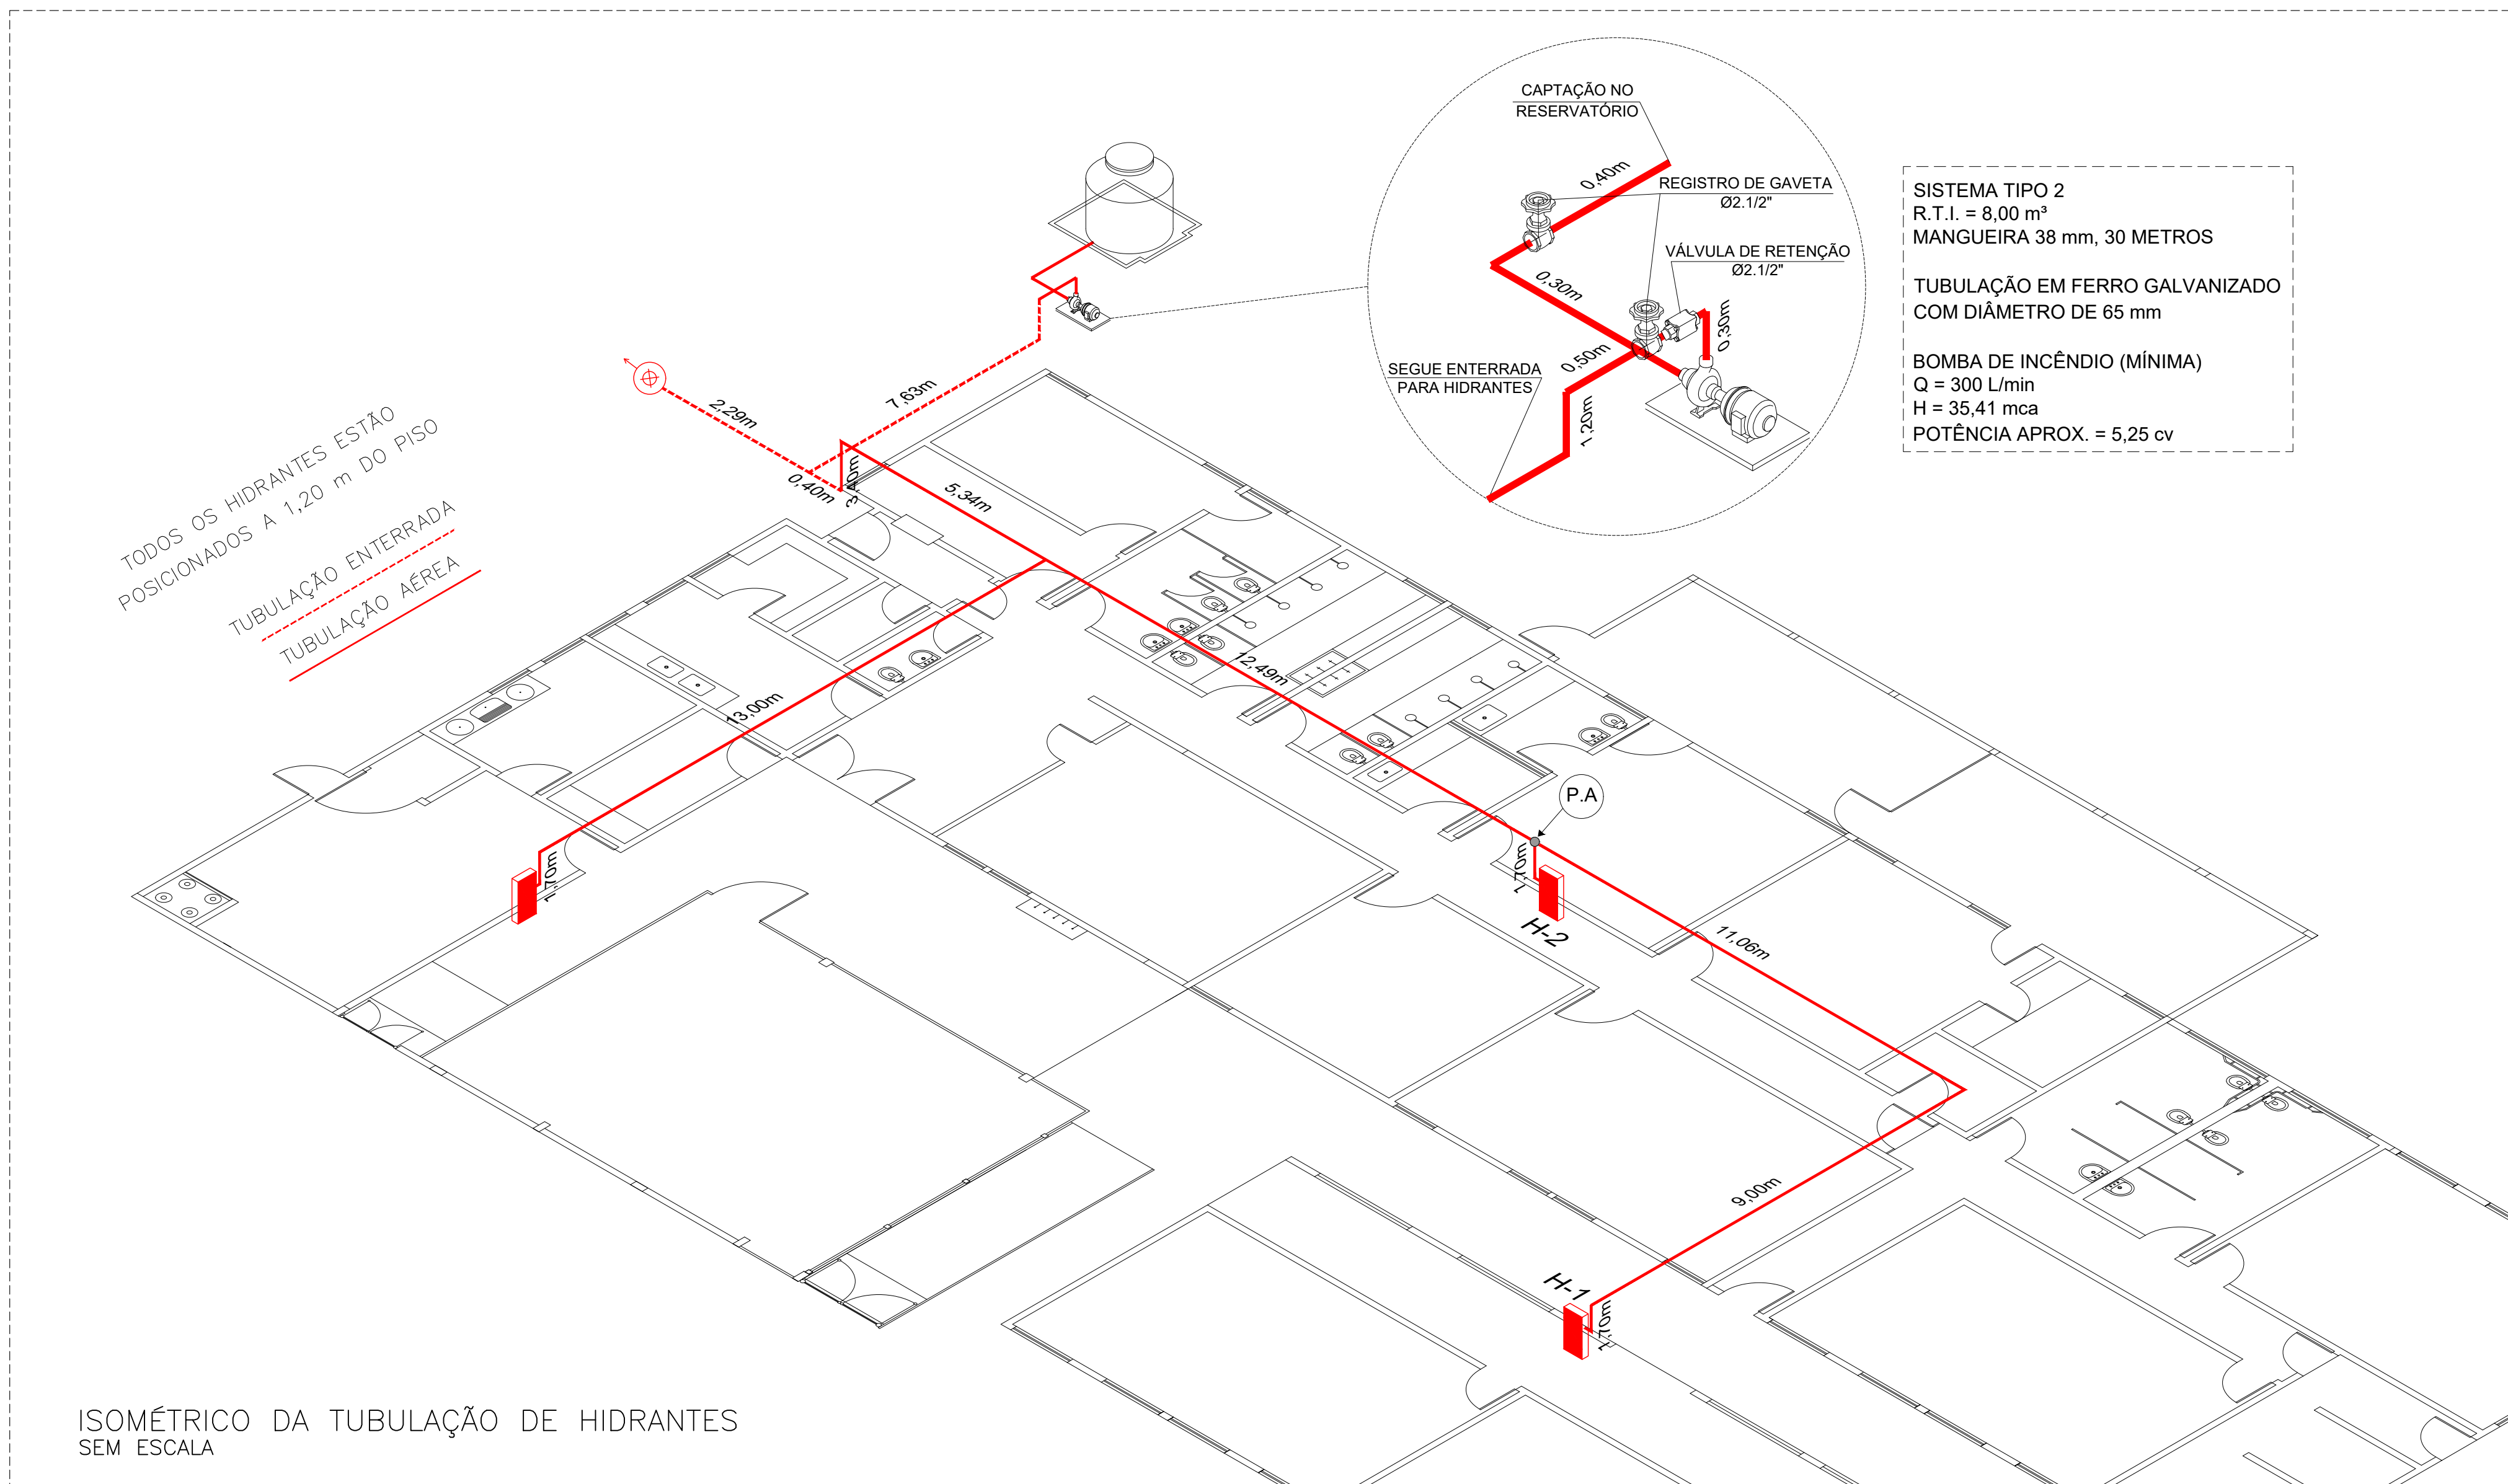 CAPTAÇÃO NO
RESERVATÓRIO
0,40m
REGISTRO DE GAVETA
Ø2.1/2"
VÁLVULA DE RETENÇÃO
Ø2.1/2"
0,30m
0,30m
0,50m
SEGUE ENTERRADA
PARA HIDRANTES
1,20m
SISTEMA TIPO 2
R.T.I. = 8,00 m³
MANGUEIRA 38 mm, 30 METROS
TUBULAÇÃO EM FERRO GALVANIZADO
COM DIÂMETRO DE 65 mm
BOMBA DE INCÊNDIO (MÍNIMA)
Q = 300 L/min
H = 35,41 mca
POTÊNCIA APROX. = 5,25 cv
TODOS OS HIDRANTES ESTÃO
POSICIONADOS A 1,20 m DO PISO
TUBULAÇÃO ENTERRADA
TUBULAÇÃO AÉREA
2,29m
7,63m
0,40m
3,40m
5,34m
12,49m
13,00m
1,70m
P.A
1,70m
H-2
11,06m
9,00m
H-1
1,70m
ISOMÉTRICO DA TUBULAÇÃO DE HIDRANTES
SEM ESCALA